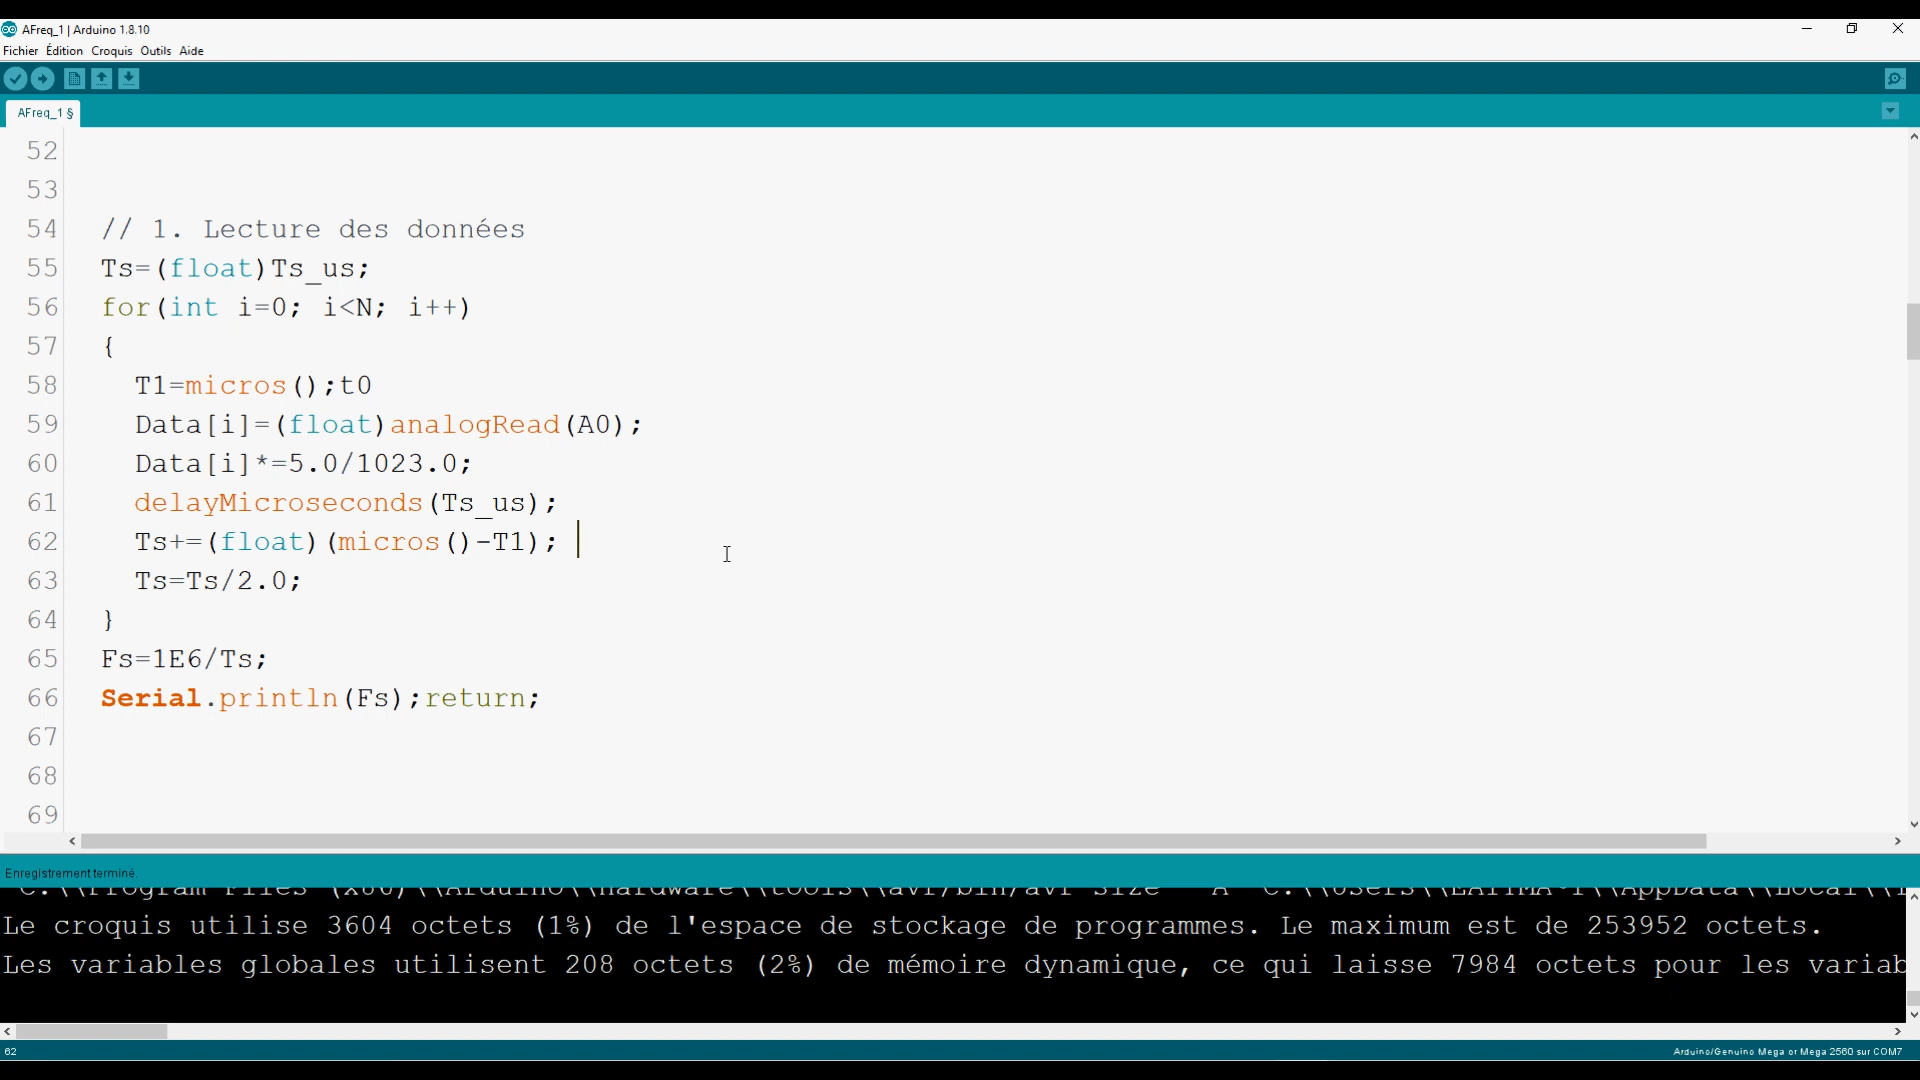 AFreq_1 | Arduino 1.8.10
Fichier Édition Croquis Outils Aide
AFreq_1 §
52
53
54 // 1. Lecture des données
55 Ts=(float)Ts_us;
56 for(int i=0; i<N; i++)
57 {
58 T1=micros();t0
59 Data[i]=(float)analogRead(A0);
60 Data[i]*=5.0/1023.0;
61 delayMicroseconds(Ts_us);
62 Ts+=(float)(micros()-T1);
63 Ts=Ts/2.0;
64 }
65 Fs=1E6/Ts;
66 Serial.println(Fs);return;
67
68
69
Enregistrement terminé.
Le croquis utilise 3604 octets (1%) de l'espace de stockage de programmes. Le maximum est de 253952 octets.
Les variables globales utilisent 208 octets (2%) de mémoire dynamique, ce qui laisse 7984 octets pour les variab
62 Arduino/Genuino Mega or Mega 2560 sur COM7